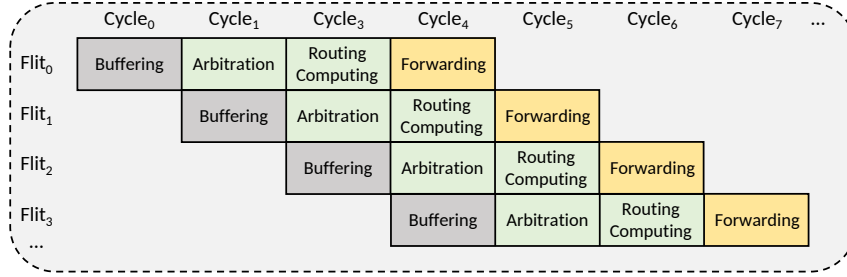 Cycle₀ Cycle₁ Cycle₃ Cycle₄ Cycle₅ Cycle₆ Cycle₇ ...
Flit₀ Buffering Arbitration Routing Computing Forwarding
Flit₁ Buffering Arbitration Routing Computing Forwarding
Flit₂ Buffering Arbitration Routing Computing Forwarding
Flit₃ Buffering Arbitration Routing Computing Forwarding
...